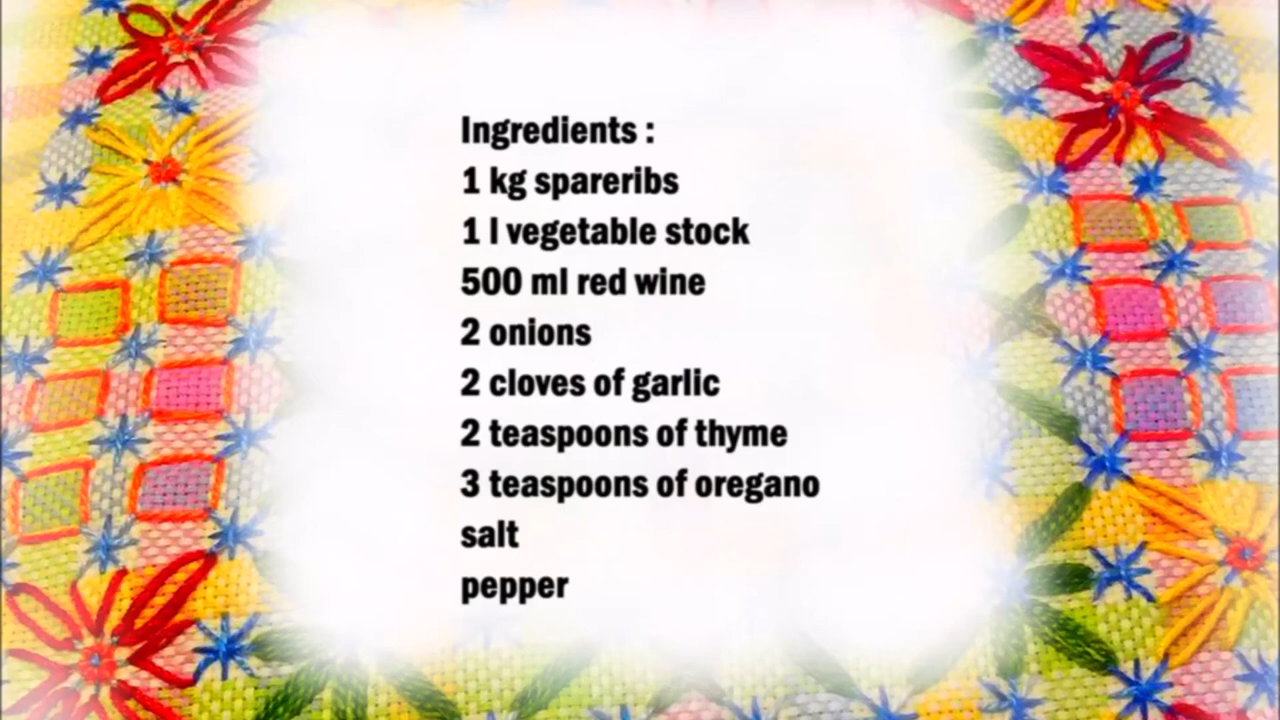 Ingredients :
1 kg spareribs
1 l vegetable stock
500 ml red wine
2 onions
2 cloves of garlic
2 teaspoons of thyme
3 teaspoons of oregano
salt
pepper